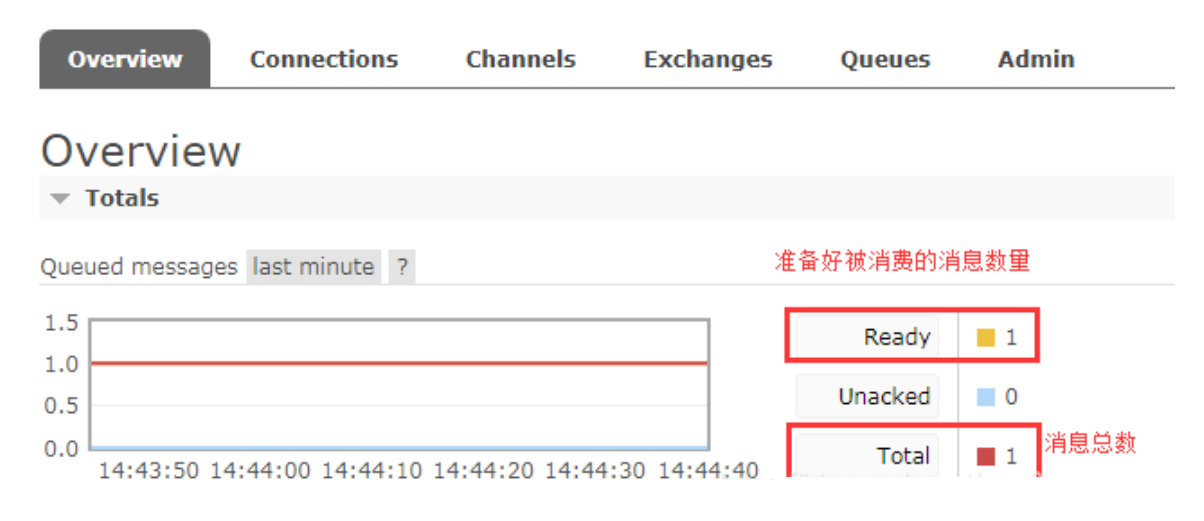 Overview Connections Channels Exchanges Queues Admin
Overview
Totals
Queued messages last minute ?
准备好被消费的消息数量
1.5
1.0
0.5
0.0
14:43:50 14:44:00 14:44:10 14:44:20 14:44:30 14:44:40
Ready 1
Unacked 0
Total 1
消息总数